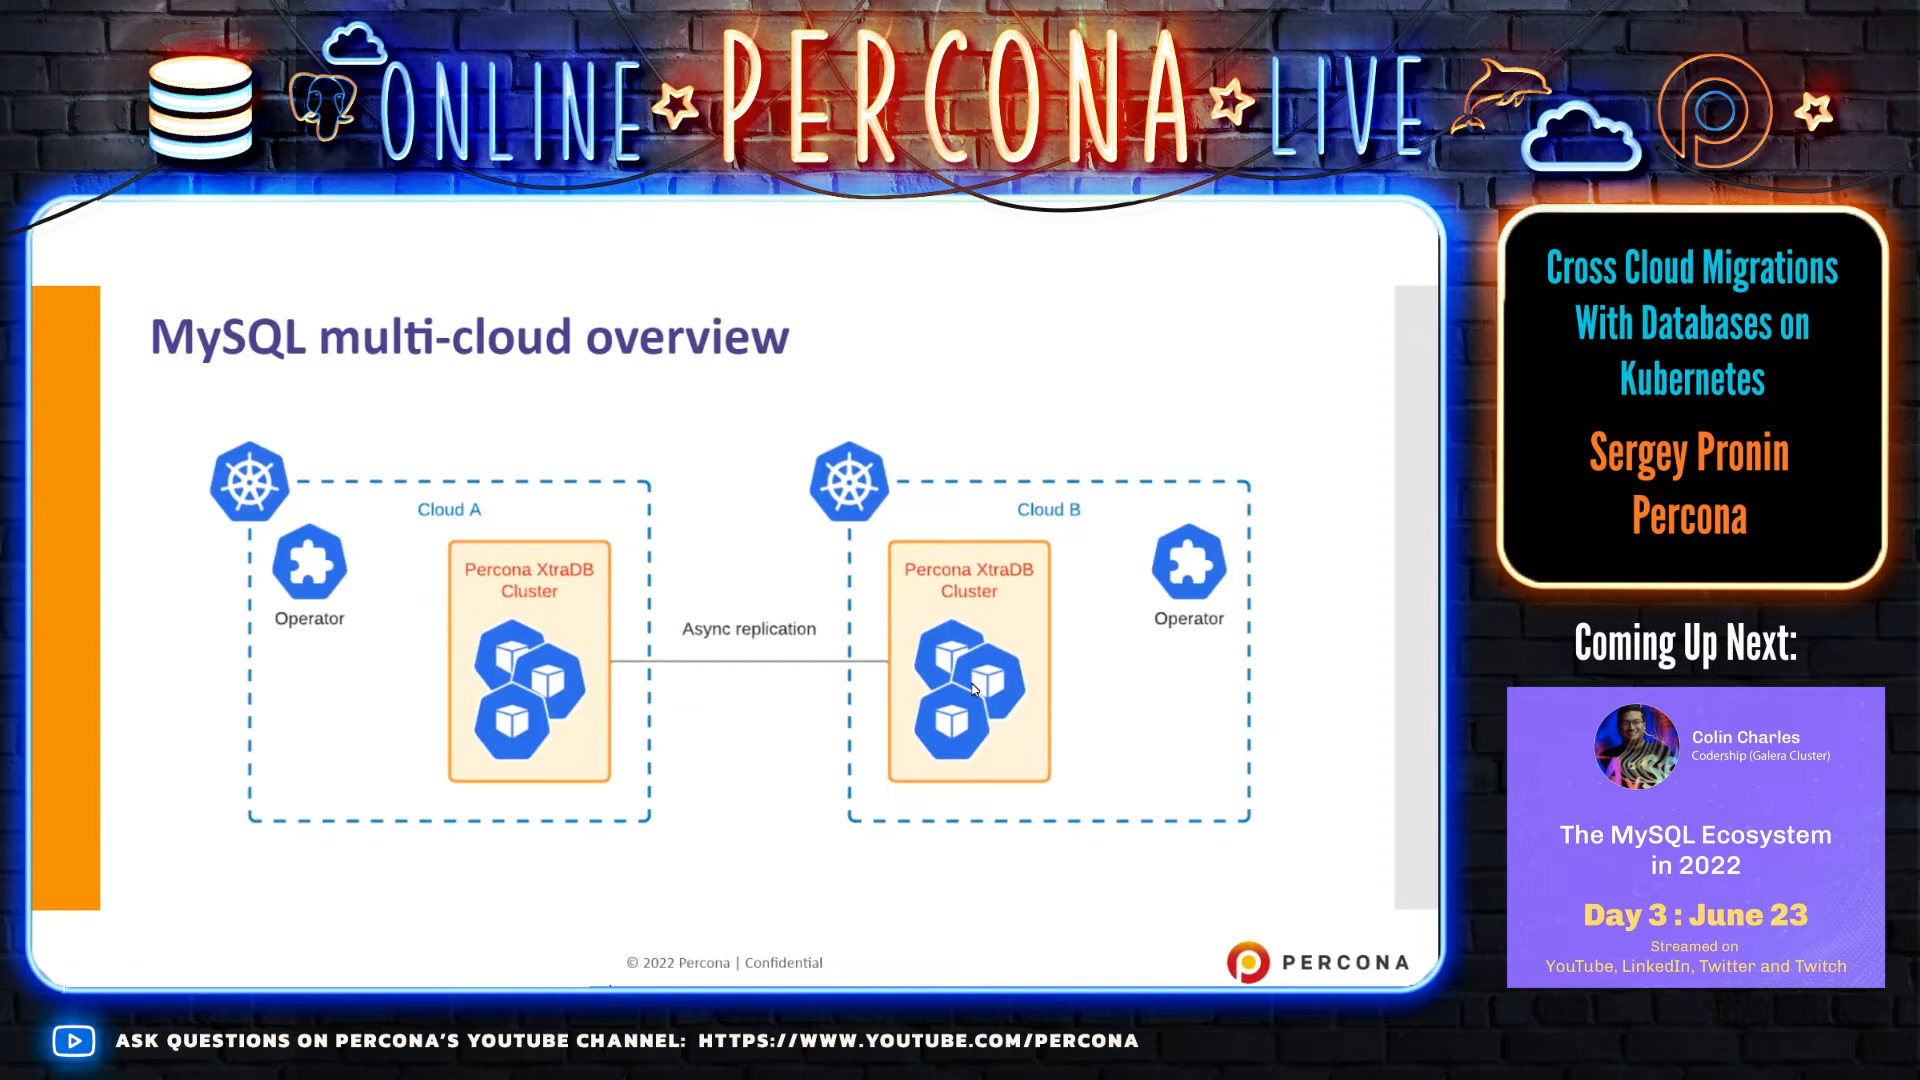 ONLINE PERCONA LIVE
MySQL multi-cloud overview
Cloud A
Operator
Percona XtraDB
Cluster
Async replication
Cloud B
Percona XtraDB
Cluster
Operator
© 2022 Percona | Confidential
PERCONA
Cross Cloud Migrations
With Databases on
Kubernetes
Sergey Pronin
Percona
Coming Up Next:
Colin Charles
Codership (Galera Cluster)
The MySQL Ecosystem
in 2022
Day 3 : June 23
Streamed on
YouTube, LinkedIn, Twitter and Twitch
ASK QUESTIONS ON PERCONA'S YOUTUBE CHANNEL: HTTPS://WWW.YOUTUBE.COM/PERCONA